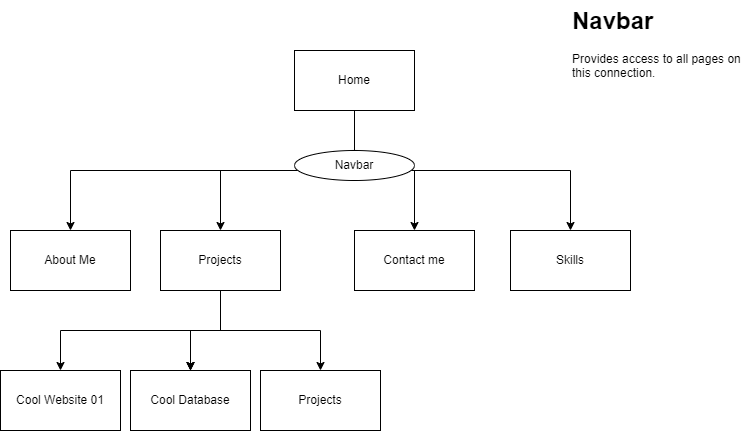 Navbar
Provides access to all pages on
this connection.
Home
Navbar
About Me
Projects
Contact me
Skills
Cool Website 01
Cool Database
Projects